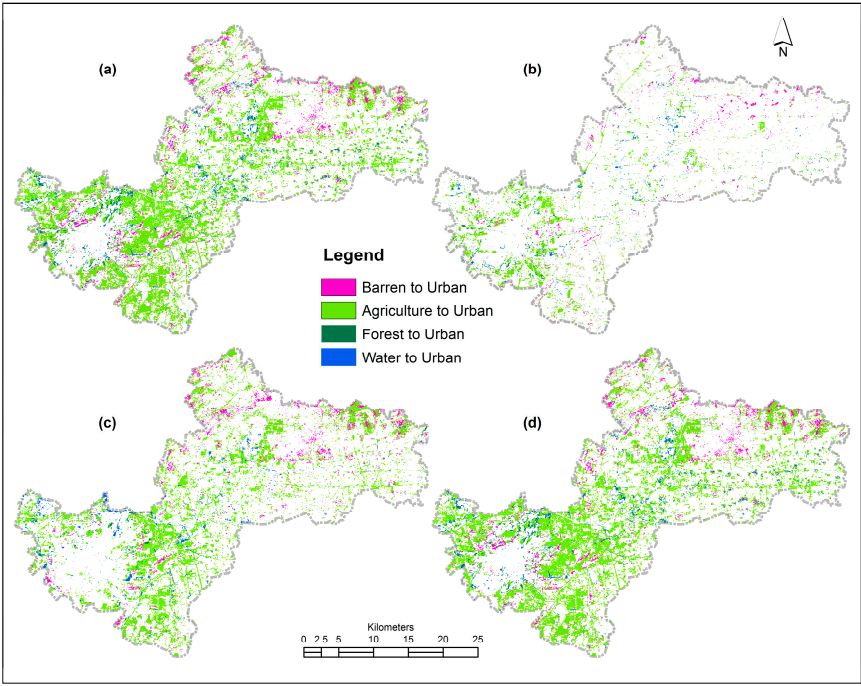 (a)
(b)
N
Legend
Barren to Urban
Agriculture to Urban
Forest to Urban
Water to Urban
(c)
(d)
Kilometers
0 2.5 5 10 15 20 25